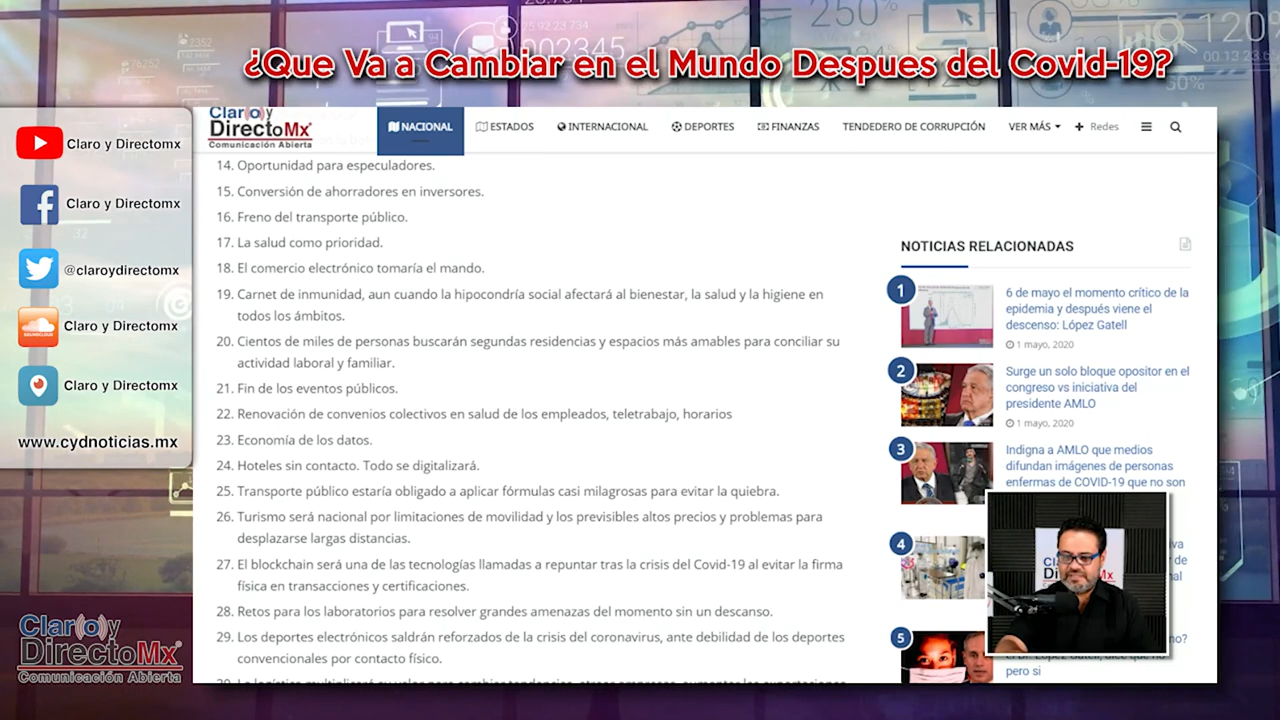 ¿Que Va a Cambiar en el Mundo Despues del Covid-19?
Claro y Directomx
Claro y Directomx
@claroydirectomx
SOUNDCLOUD
Claro y Directomx
Claro y Directomx
www.cydnoticias.mx
Claro y
DirectoMx
Comunicación Abierta
Claro y
DirectoMx
Comunicación Abierta
NACIONAL
ESTADOS
INTERNACIONAL
DEPORTES
FINANZAS
TENDEDERO DE CORRUPCIÓN
VER MÁS
Redes
14. Oportunidad para especuladores.
15. Conversión de ahorradores en inversores.
16. Freno del transporte público.
17. La salud como prioridad.
18. El comercio electrónico tomaría el mando.
19. Carnet de inmunidad, aun cuando la hipocondría social afectará al bienestar, la salud y la higiene en
todos los ámbitos.
20. Cientos de miles de personas buscarán segundas residencias y espacios más amables para conciliar su
actividad laboral y familiar.
21. Fin de los eventos públicos.
22. Renovación de convenios colectivos en salud de los empleados, teletrabajo, horarios
23. Economía de los datos.
24. Hoteles sin contacto. Todo se digitalizará.
25. Transporte público estaría obligado a aplicar fórmulas casi milagrosas para evitar la quiebra.
26. Turismo será nacional por limitaciones de movilidad y los previsibles altos precios y problemas para
desplazarse largas distancias.
27. El blockchain será una de las tecnologías llamadas a repuntar tras la crisis del Covid-19 al evitar la firma
física en transacciones y certificaciones.
28. Retos para los laboratorios para resolver grandes amenazas del momento sin un descanso.
29. Los deportes electrónicos saldrán reforzados de la crisis del coronavirus, ante debilidad de los deportes
convencionales por contacto físico.
NOTICIAS RELACIONADAS
1
6 de mayo el momento crítico de la
epidemia y después viene el
descenso: López Gatell
1 mayo, 2020
2
Surge un solo bloque opositor en el
congreso vs iniciativa del
presidente AMLO
1 mayo, 2020
3
Indigna a AMLO que medios
difundan imágenes de personas
enfermas de COVID-19 que no son
4
5
pero si